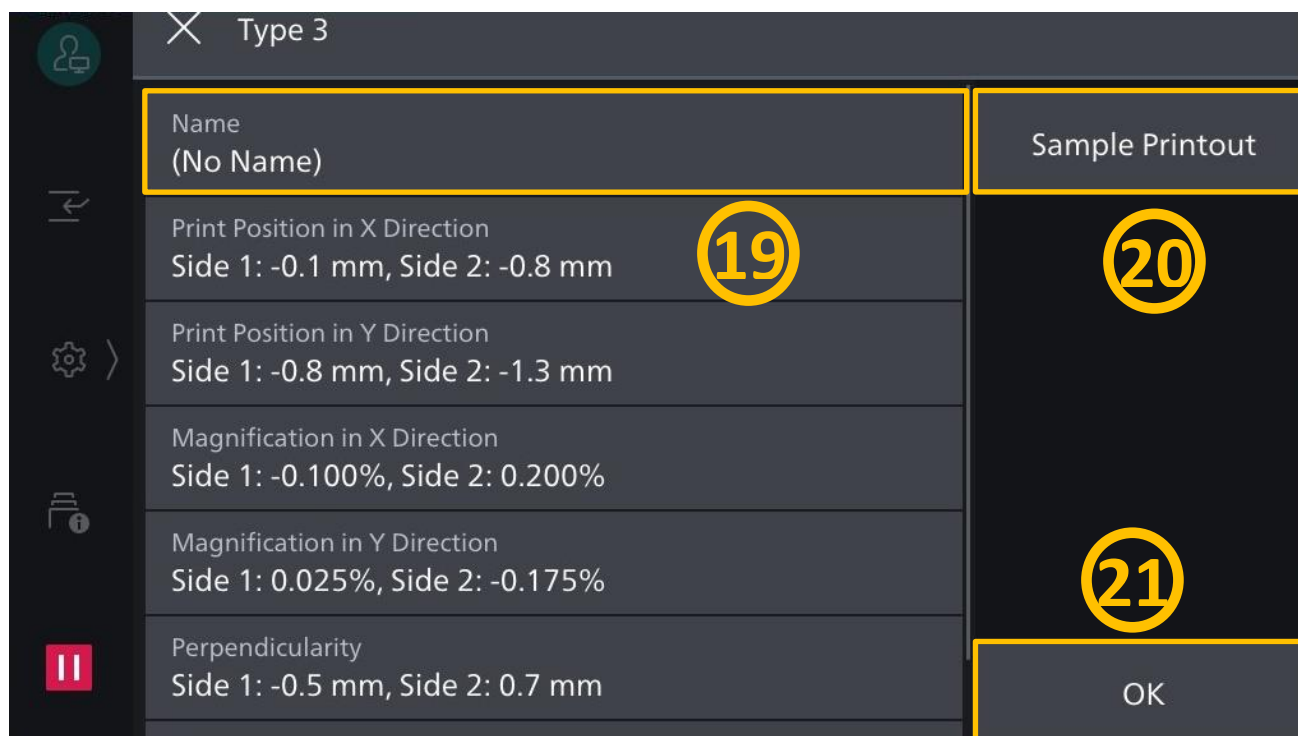 Type 3
Name
(No Name)
Sample Printout
Print Position in X Direction
Side 1: -0.1 mm, Side 2: -0.8 mm
19
20
Print Position in Y Direction
Side 1: -0.8 mm, Side 2: -1.3 mm
Magnification in X Direction
Side 1: -0.100%, Side 2: 0.200%
Magnification in Y Direction
Side 1: 0.025%, Side 2: -0.175%
21
Perpendicularity
Side 1: -0.5 mm, Side 2: 0.7 mm
OK